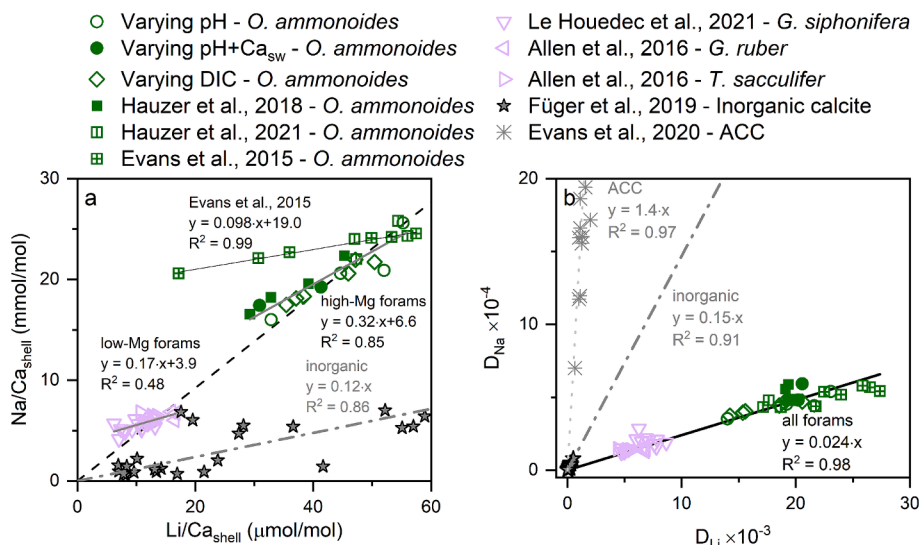 Varying pH - O. ammonoides
Varying pH+Ca_sw - O. ammonoides
Varying DIC - O. ammonoides
Hauzer et al., 2018 - O. ammonoides
Hauzer et al., 2021 - O. ammonoides
Evans et al., 2015 - O. ammonoides
Le Houedec et al., 2021 - G. siphonifera
Allen et al., 2016 - G. ruber
Allen et al., 2016 - T. sacculifer
Füger et al., 2019 - Inorganic calcite
Evans et al., 2020 - ACC
a
Evans et al., 2015
y = 0.098·x+19.0
R² = 0.99
high-Mg forams
y = 0.32·x+6.6
R² = 0.85
low-Mg forams
y = 0.17·x+3.9
R² = 0.48
inorganic
y = 0.12·x
R² = 0.86
30
20
10
0
Na/Ca_shell (mmol/mol)
0 20 40 60
Li/Ca_shell (μmol/mol)
b
ACC
y = 1.4·x
R² = 0.97
inorganic
y = 0.15·x
R² = 0.91
all forams
y = 0.024·x
R² = 0.98
20
10
0
D_Na ×10⁻⁴
0 10 20 30
D_Li ×10⁻³